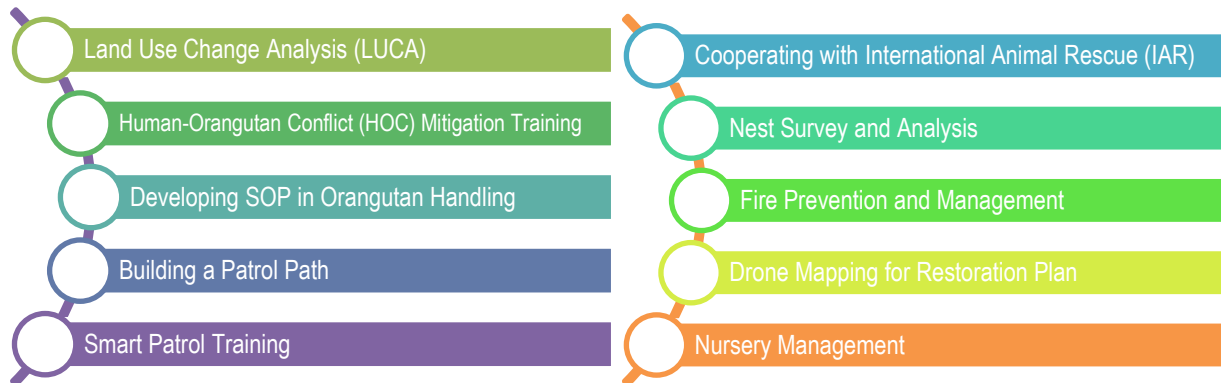 Land Use Change Analysis (LUCA)
Human-Orangutan Conflict (HOC) Mitigation Training
Developing SOP in Orangutan Handling
Building a Patrol Path
Smart Patrol Training
Cooperating with International Animal Rescue (IAR)
Nest Survey and Analysis
Fire Prevention and Management
Drone Mapping for Restoration Plan
Nursery Management